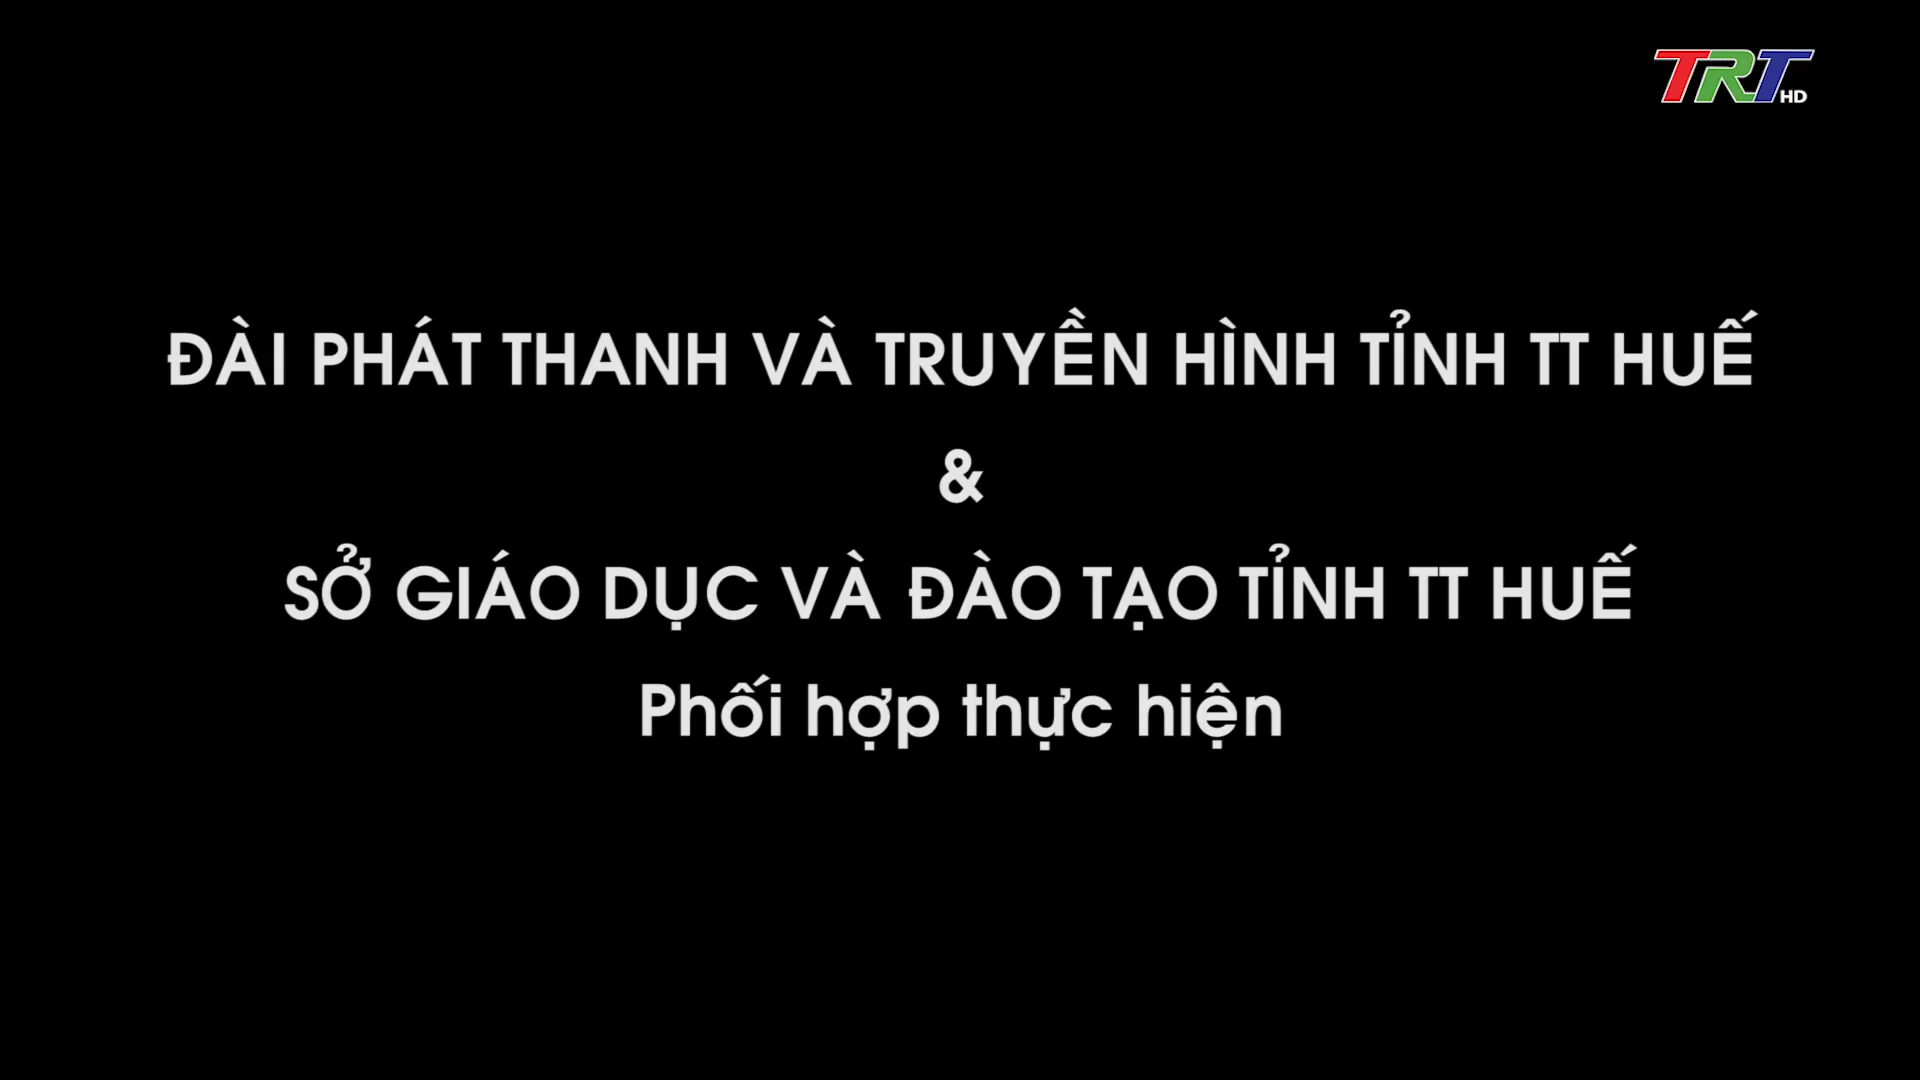 TRT HD
ĐÀI PHÁT THANH VÀ TRUYỀN HÌNH TỈNH TT HUẾ
&
SỞ GIÁO DỤC VÀ ĐÀO TẠO TỈNH TT HUẾ
Phối hợp thực hiện